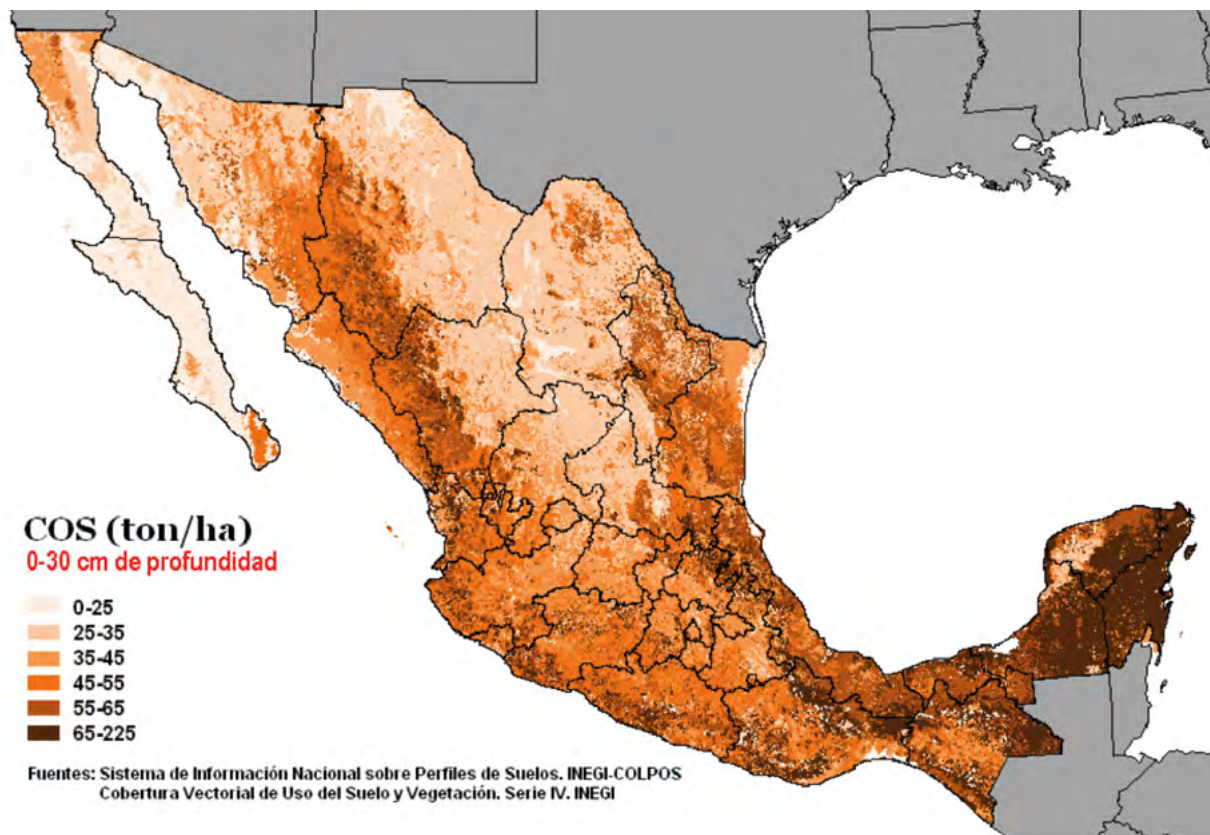 COS (ton/ha)
0-30 cm de profundidad
0-25
25-35
35-45
45-55
55-65
65-225
Fuentes: Sistema de Información Nacional sobre Perfiles de Suelos. INEGI-COLPOS
Cobertura Vectorial de Uso del Suelo y Vegetación. Serie IV. INEGI